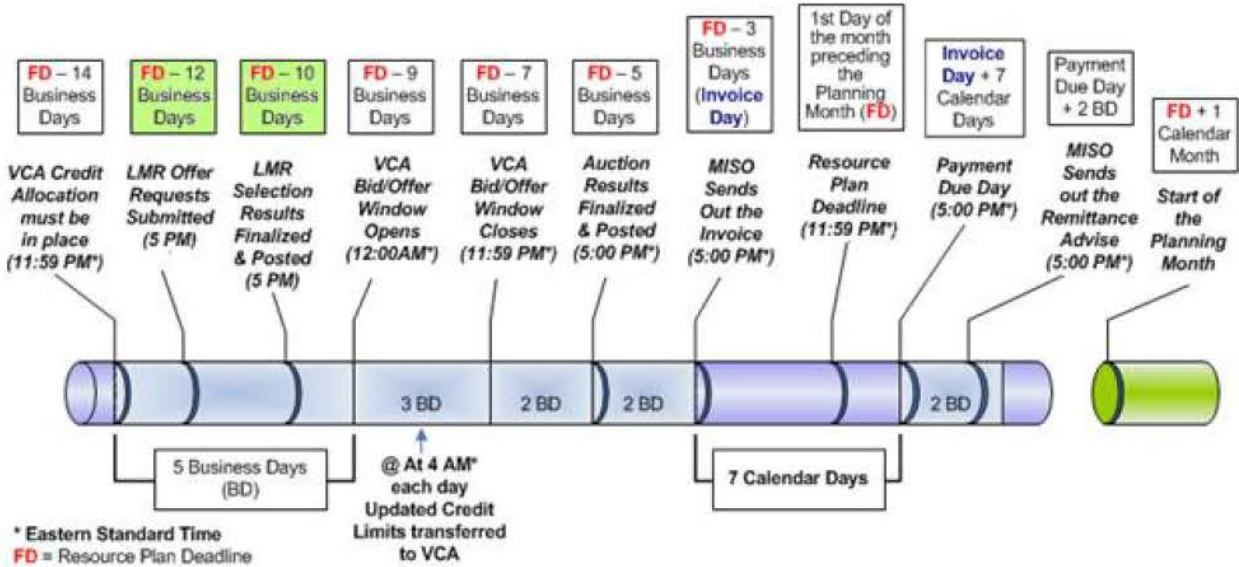 FD – 14
Business
Days
FD – 12
Business
Days
FD – 10
Business
Days
FD – 9
Business
Days
FD – 7
Business
Days
FD – 5
Business
Days
FD – 3
Business
Days
(Invoice
Day)
1st Day of
the month
preceding
the
Planning
Month (FD)
Invoice
Day + 7
Calendar
Days
Payment
Due Day
+ 2 BD
FD + 1
Calendar
Month
VCA Credit
Allocation
must be
in place
(11:59 PM*)
LMR Offer
Requests
Submitted
(5 PM)
LMR
Selection
Results
Finalized
& Posted
(5 PM)
VCA
Bid/Offer
Window
Opens
(12:00AM*)
VCA
Bid/Offer
Window
Closes
(11:59 PM*)
Auction
Results
Finalized
& Posted
(5:00 PM*)
MISO
Sends
Out the
Invoice
(5:00 PM*)
Resource
Plan
Deadline
(11:59 PM*)
Payment
Due Day
(5:00 PM*)
MISO
Sends
out the
Remittance
Advise
(5:00 PM*)
Start of
the
Planning
Month
3 BD
2 BD
2 BD
2 BD
5 Business Days
(BD)
@ At 4 AM*
each day
Updated Credit
Limits transferred
to VCA
7 Calendar Days
* Eastern Standard Time
FD = Resource Plan Deadline